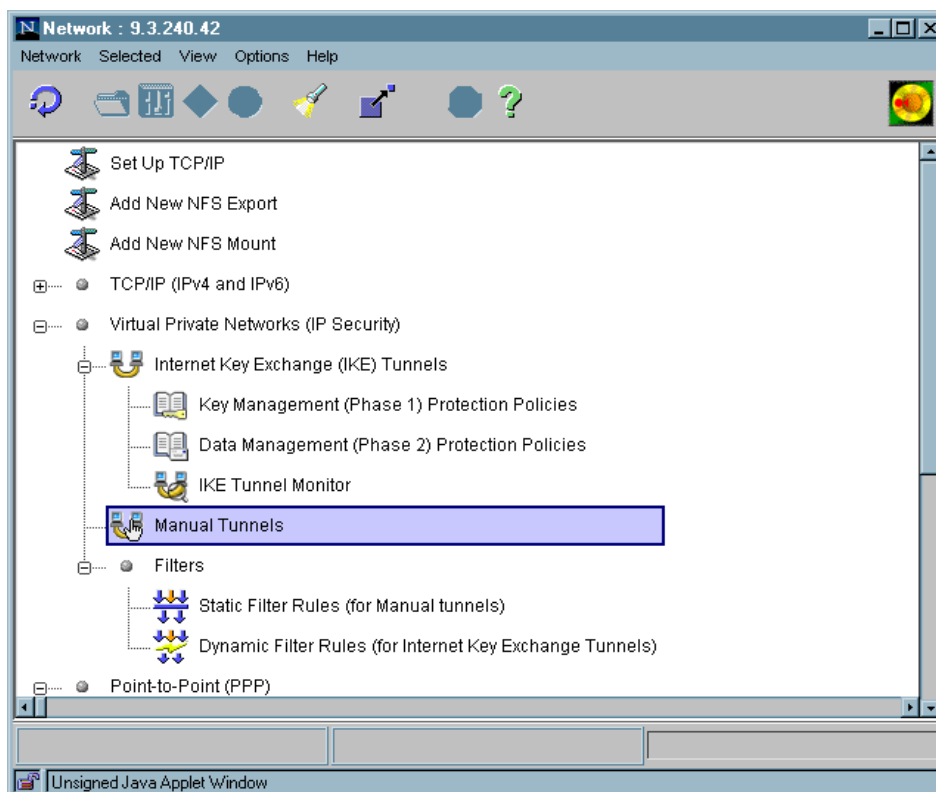 Network : 9.3.240.42
Network Selected View Options Help
Set Up TCP/IP
Add New NFS Export
Add New NFS Mount
TCP/IP (IPv4 and IPv6)
Virtual Private Networks (IP Security)
Internet Key Exchange (IKE) Tunnels
Key Management (Phase 1) Protection Policies
Data Management (Phase 2) Protection Policies
IKE Tunnel Monitor
Manual Tunnels
Filters
Static Filter Rules (for Manual tunnels)
Dynamic Filter Rules (for Internet Key Exchange Tunnels)
Point-to-Point (PPP)
Unsigned Java Applet Window